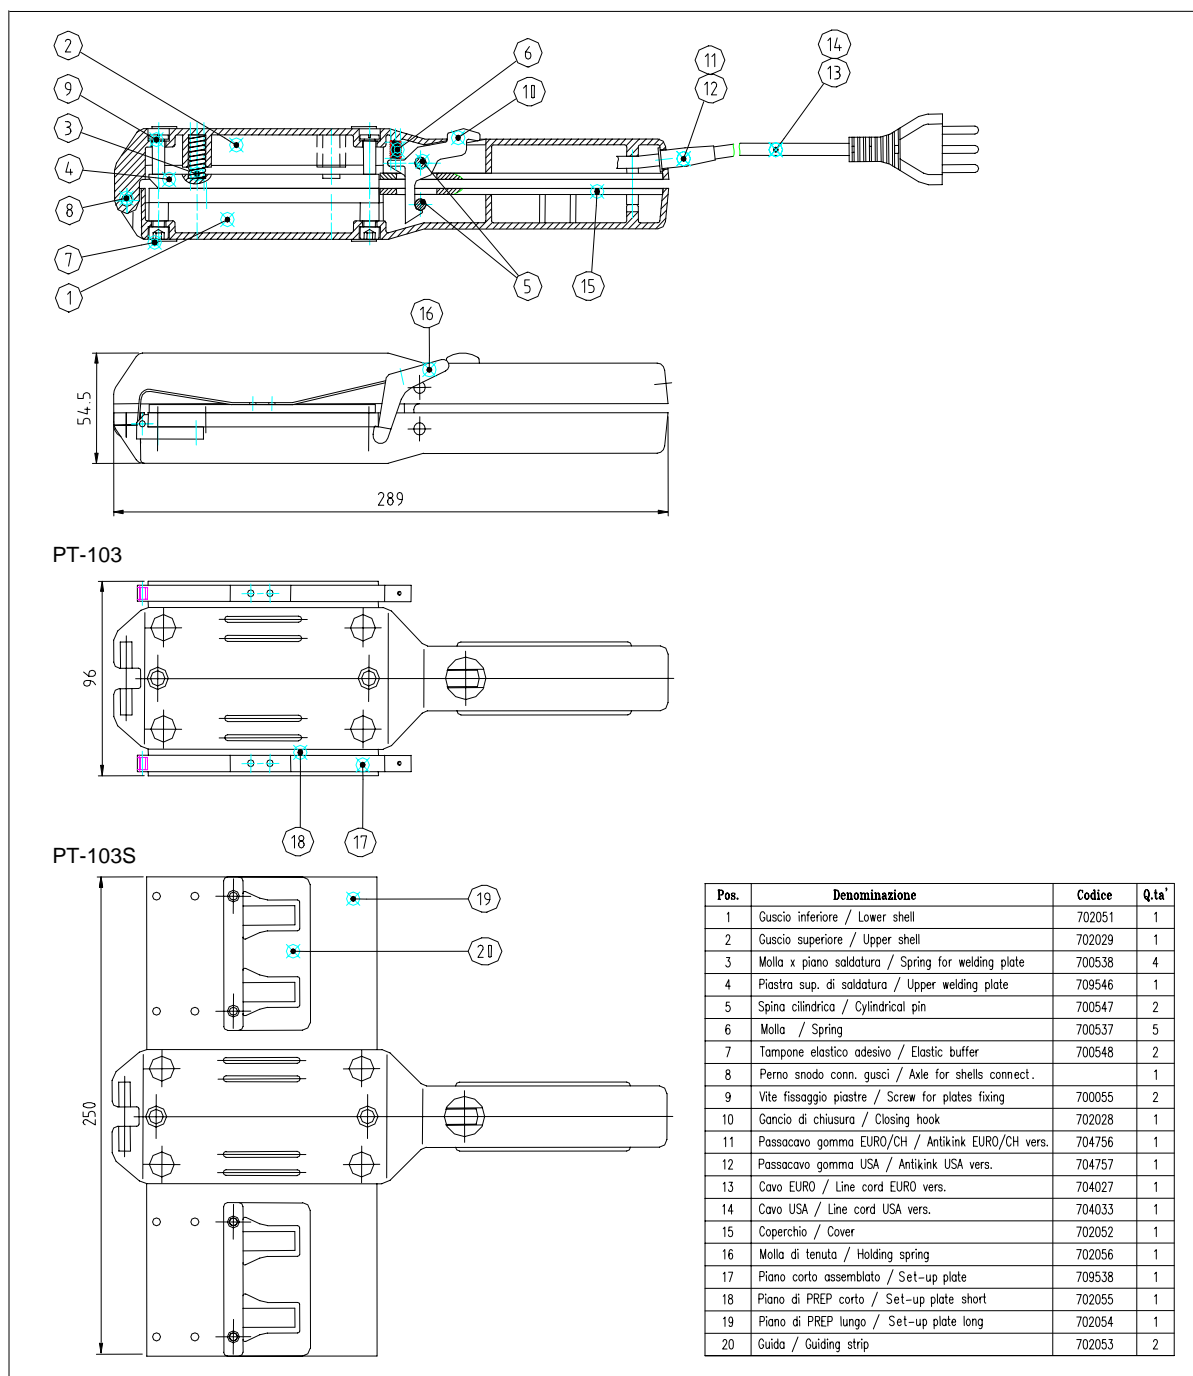 2
9
3
4
8
7
1
6
10
11
12
14
13
5
15
16
54.5
289
PT-103
96
18
17
PT-103S
19
20
250
Pos. Denominazione Codice Q.ta'
1 Guscio inferiore / Lower shell 702051 1
2 Guscio superiore / Upper shell 702029 1
3 Molla x piano saldatura / Spring for welding plate 700538 4
4 Piastra sup. di saldatura / Upper welding plate 709546 1
5 Spina cilindrica / Cylindrical pin 700547 2
6 Molla / Spring 700537 5
7 Tampone elastico adesivo / Elastic buffer 700548 2
8 Perno snodo conn. gusci / Axle for shells connect. 1
9 Vite fissaggio piastre / Screw for plates fixing 700055 2
10 Gancio di chiusura / Closing hook 702028 1
11 Passacavo gomma EURO/CH / Antikink EURO/CH vers. 704756 1
12 Passacavo gomma USA / Antikink USA vers. 704757 1
13 Cavo EURO / Line cord EURO vers. 704027 1
14 Cavo USA / Line cord USA vers. 704033 1
15 Coperchio / Cover 702052 1
16 Molla di tenuta / Holding spring 702056 1
17 Piano corto assemblato / Set-up plate 709538 1
18 Piano di PREP corto / Set-up plate short 702055 1
19 Piano di PREP lungo / Set-up plate long 702054 1
20 Guida / Guiding strip 702053 2